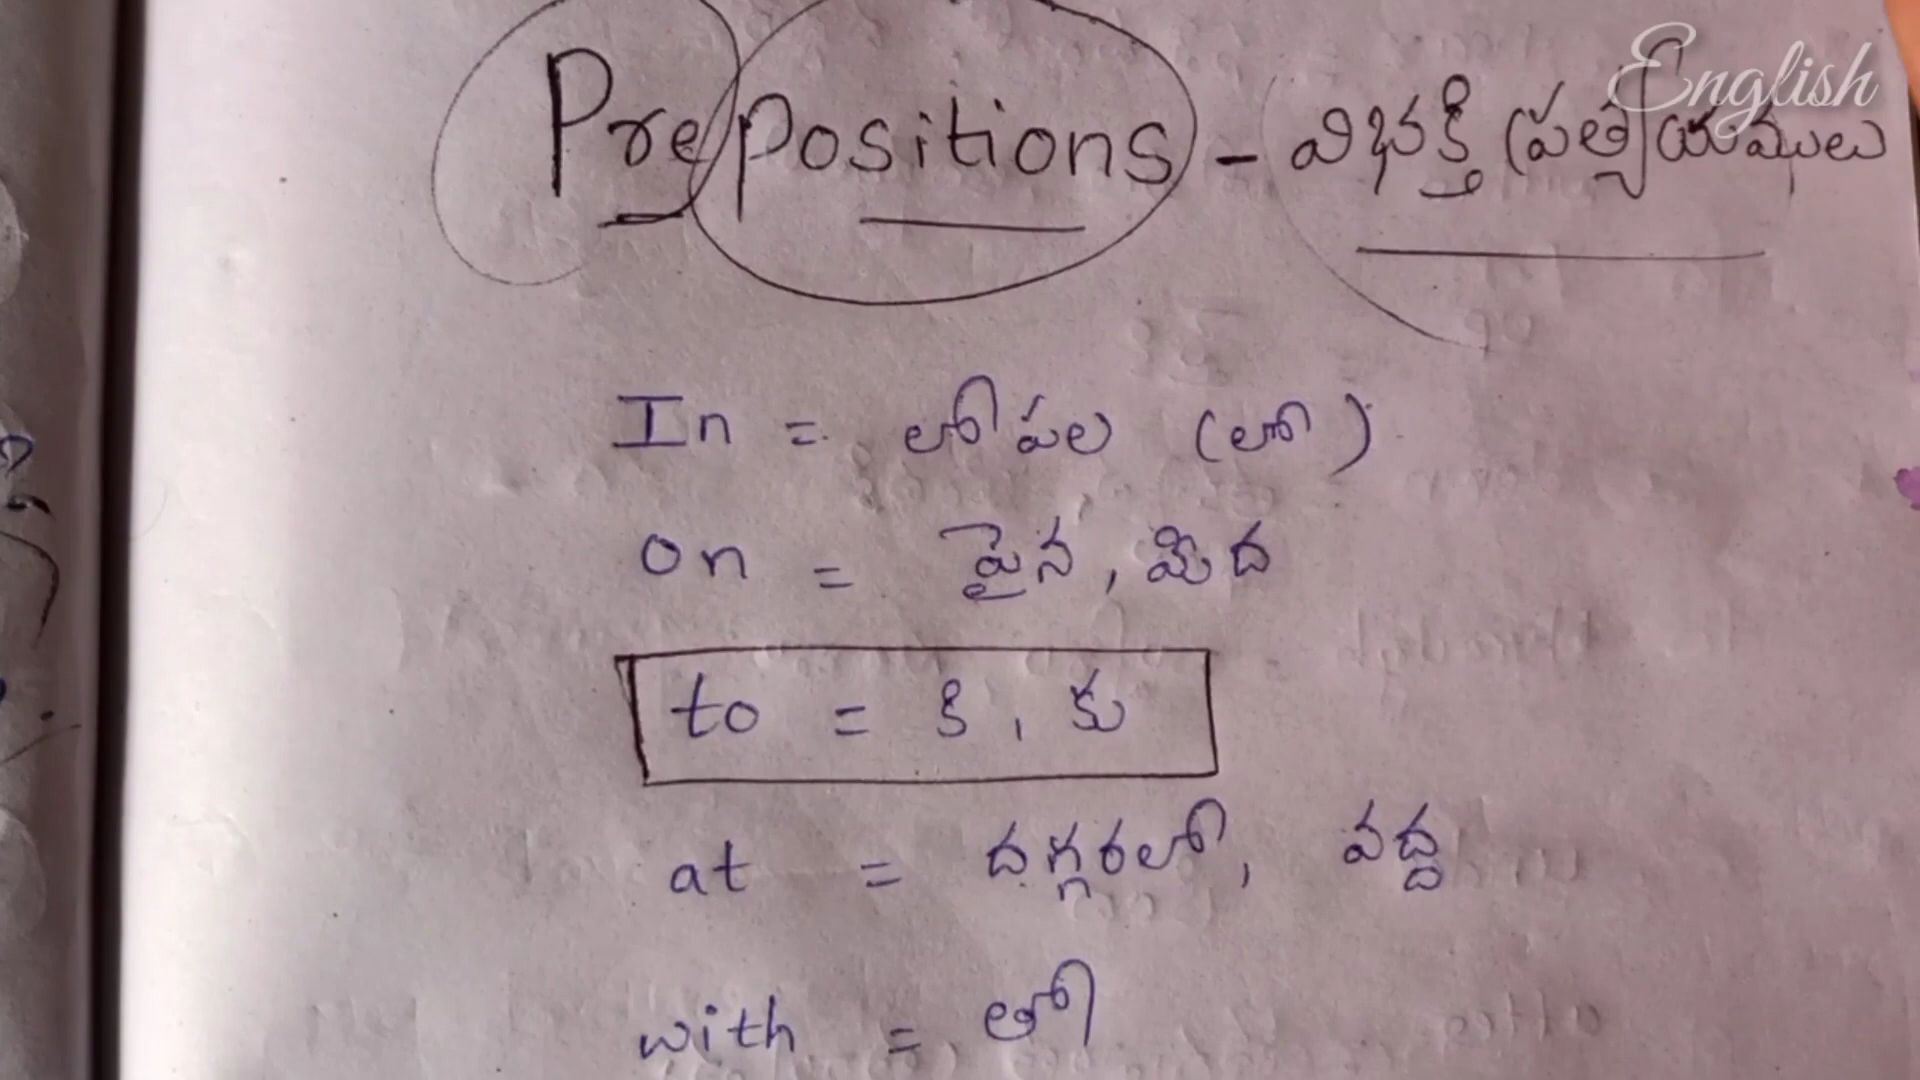 English
Prepositions - విభక్తి ప్రత్యయములు
In = లోపల (లో)
on = పైన, మీద
to = కి, కు
at = దగ్గరలో, వద్ద
with = తో